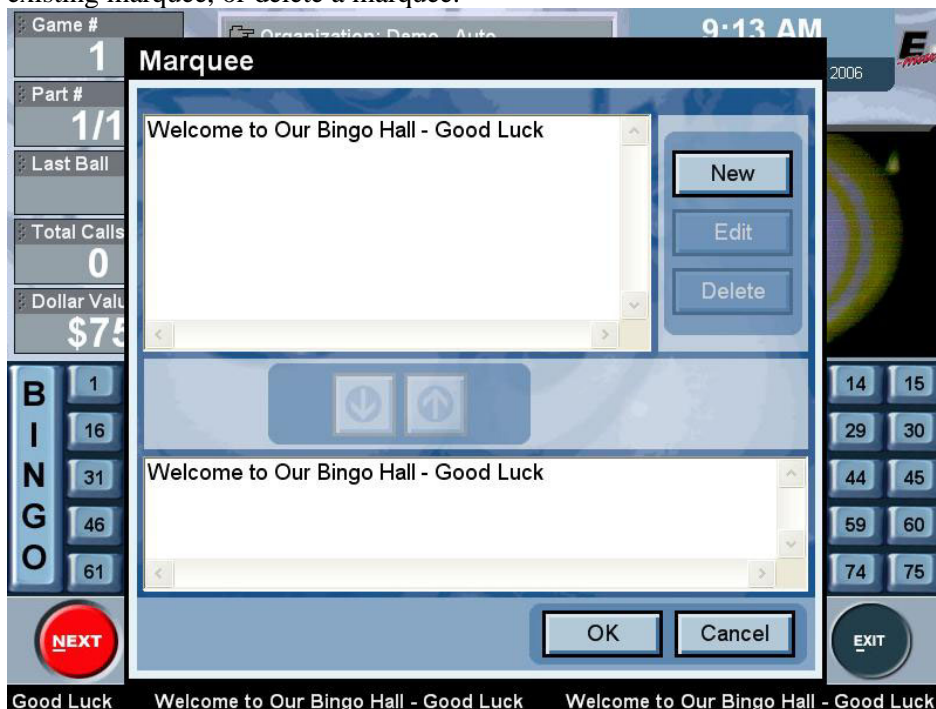 existing marquee, or delete a marquee.
Game #
1
Organization: Demo Auto
9:13 AM
2006
E
Marquee
Part #
1/1
Last Ball
Total Calls
0
Dollar Valu
$75
Welcome to Our Bingo Hall - Good Luck
New
Edit
Delete
Welcome to Our Bingo Hall - Good Luck
OK
Cancel
BINGO
1
14
15
16
29
30
31
44
45
46
59
60
61
74
75
NEXT
EXIT
Good Luck Welcome to Our Bingo Hall - Good Luck Welcome to Our Bingo Hall - Good Luck